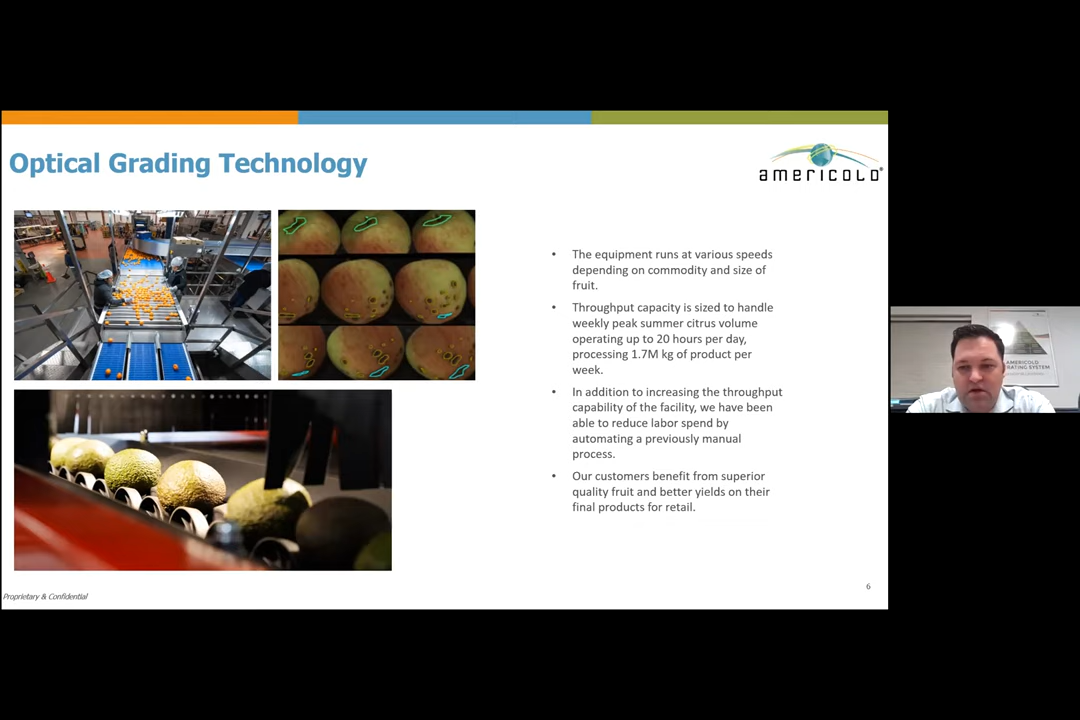 Optical Grading Technology
americold®
• The equipment runs at various speeds
depending on commodity and size of
fruit.
• Throughput capacity is sized to handle
weekly peak summer citrus volume
operating up to 20 hours per day,
processing 1.7M kg of product per
week.
• In addition to increasing the throughput
capability of the facility, we have been
able to reduce labor spend by
automating a previously manual
process.
• Our customers benefit from superior
quality fruit and better yields on their
final products for retail.
6
Proprietary & Confidential
AMERICOLD
RATING SYSTEM